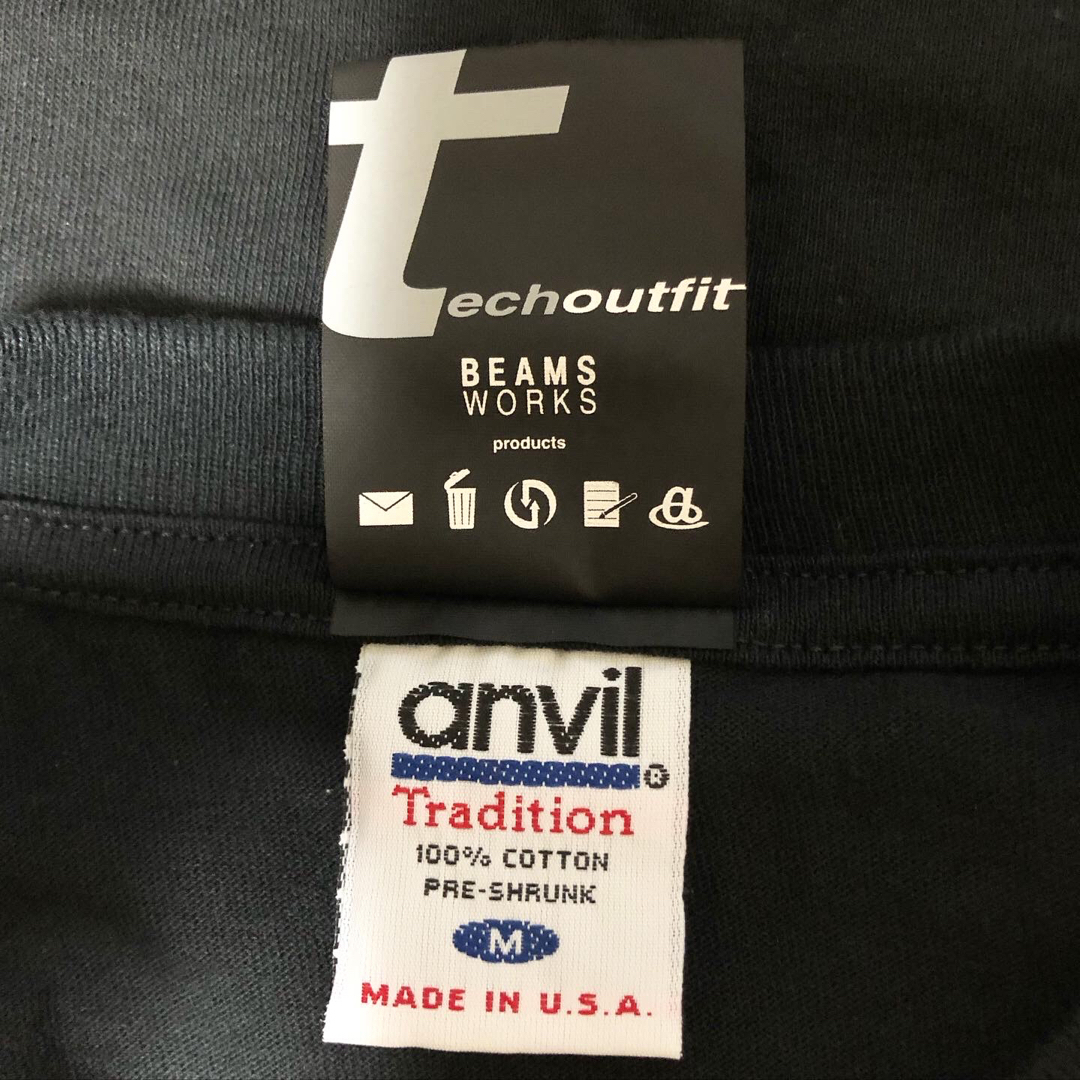 techoutfit
BEAMS
WORKS
products
anvil
®
Tradition
100% COTTON
PRE-SHRUNK
M
MADE IN U.S.A.